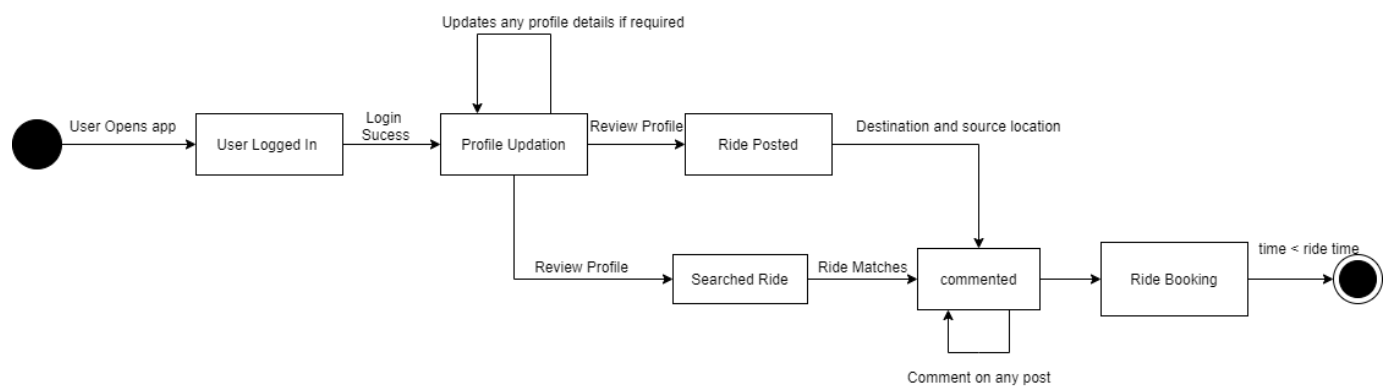 Updates any profile details if required
User Opens app
User Logged In
Login
Sucess
Profile Updation
Review Profile
Ride Posted
Destination and source location
Review Profile
Searched Ride
Ride Matches
commented
Ride Booking
time < ride time
Comment on any post